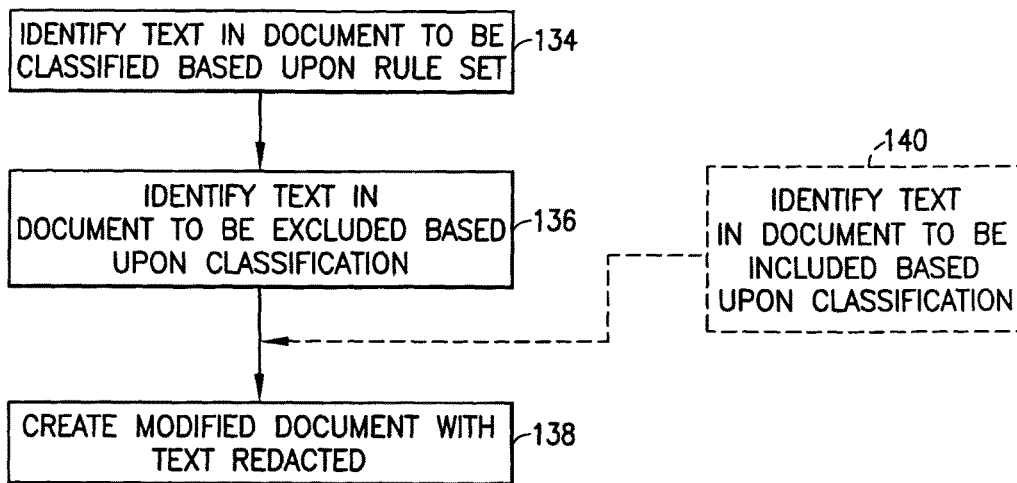 IDENTIFY TEXT IN DOCUMENT TO BE
CLASSIFIED BASED UPON RULE SET
134
IDENTIFY TEXT IN
DOCUMENT TO BE EXCLUDED BASED
UPON CLASSIFICATION
136
140
IDENTIFY TEXT
IN DOCUMENT TO BE
INCLUDED BASED
UPON CLASSIFICATION
CREATE MODIFIED DOCUMENT WITH
TEXT REDACTED
138